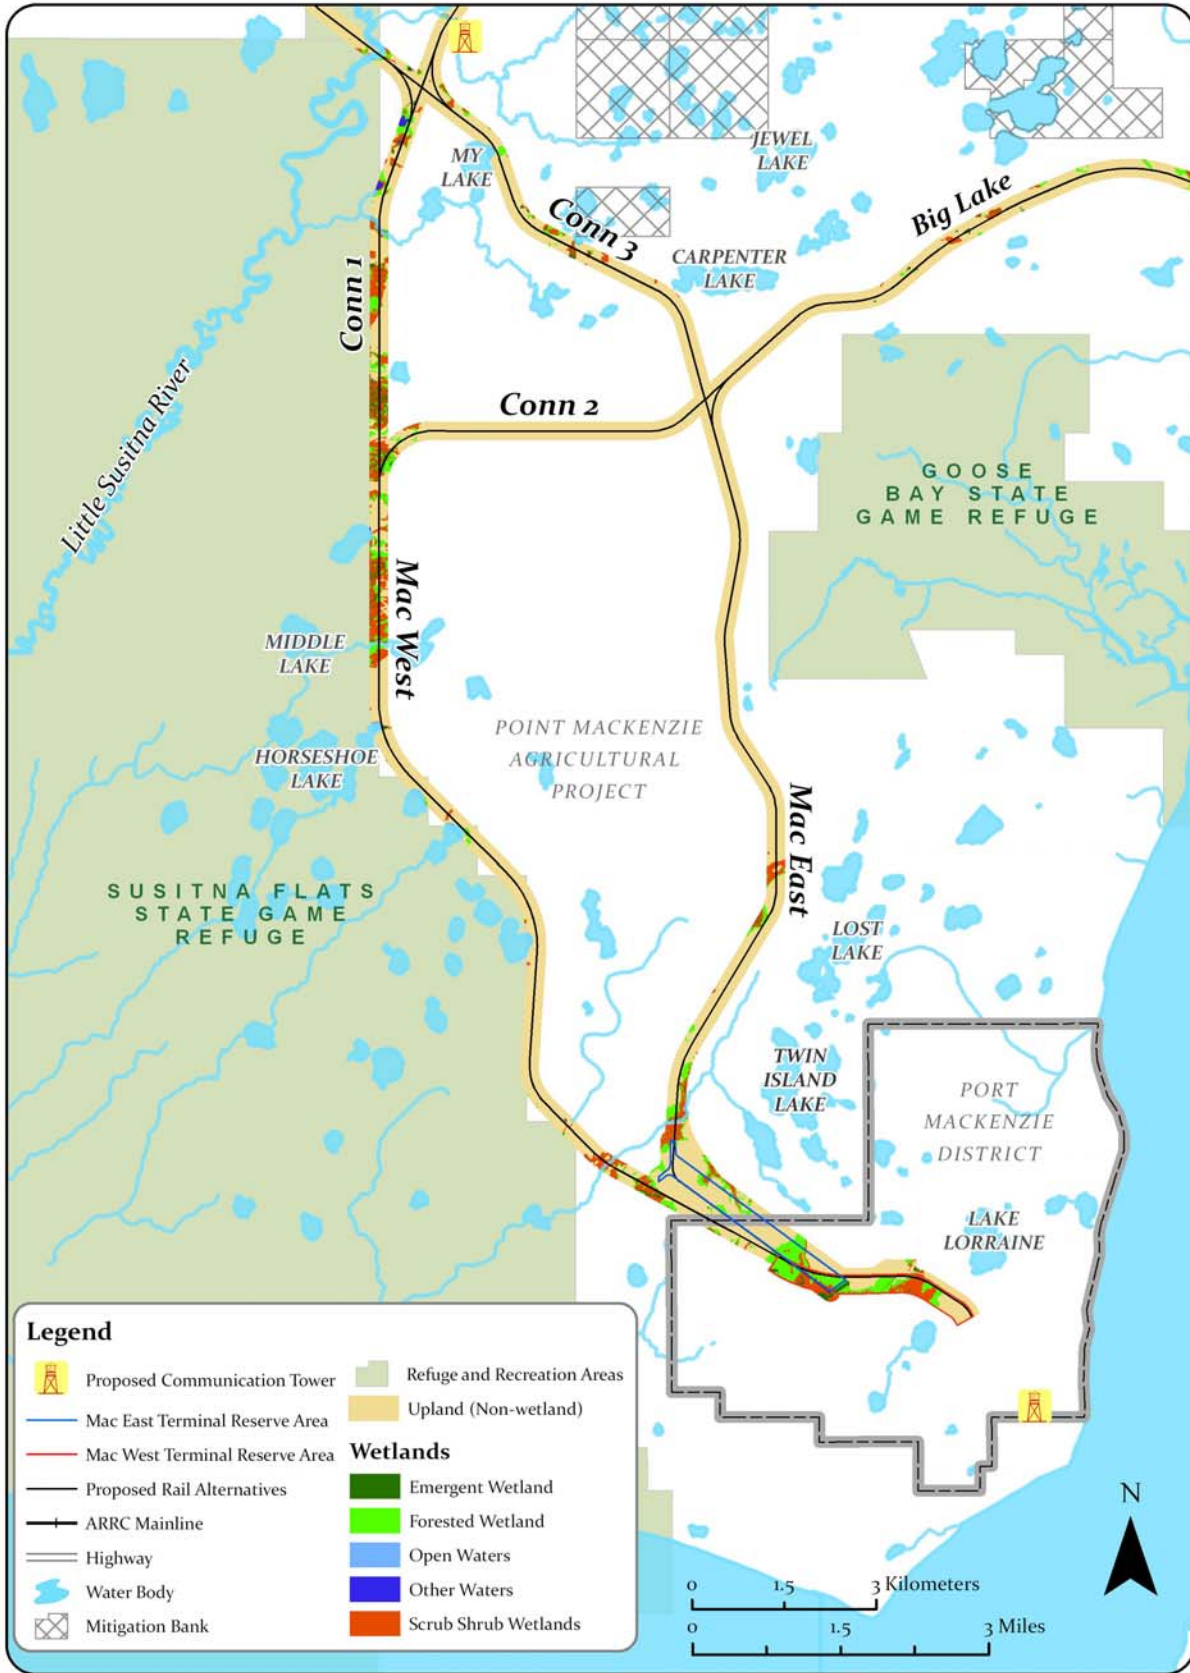 MY
LAKE
JEWEL
LAKE
Conn 3
Big Lake
CARPENTER
LAKE
Conn 1
Little Susitna River
Conn 2
GOOSE
BAY STATE
GAME REFUGE
Mac West
MIDDLE
LAKE
HORSESHOE
LAKE
POINT MACKENZIE
AGRICULTURAL
PROJECT
Mac East
SUSITNA FLATS
STATE GAME
REFUGE
LOST
LAKE
TWIN
ISLAND
LAKE
PORT
MACKENZIE
DISTRICT
LAKE
LORRAINE
Legend
Proposed Communication Tower
Mac East Terminal Reserve Area
Mac West Terminal Reserve Area
Proposed Rail Alternatives
ARRC Mainline
Highway
Water Body
Mitigation Bank
Refuge and Recreation Areas
Upland (Non-wetland)
Wetlands
Emergent Wetland
Forested Wetland
Open Waters
Other Waters
Scrub Shrub Wetlands
N
0 1.5 3 Kilometers
0 1.5 3 Miles